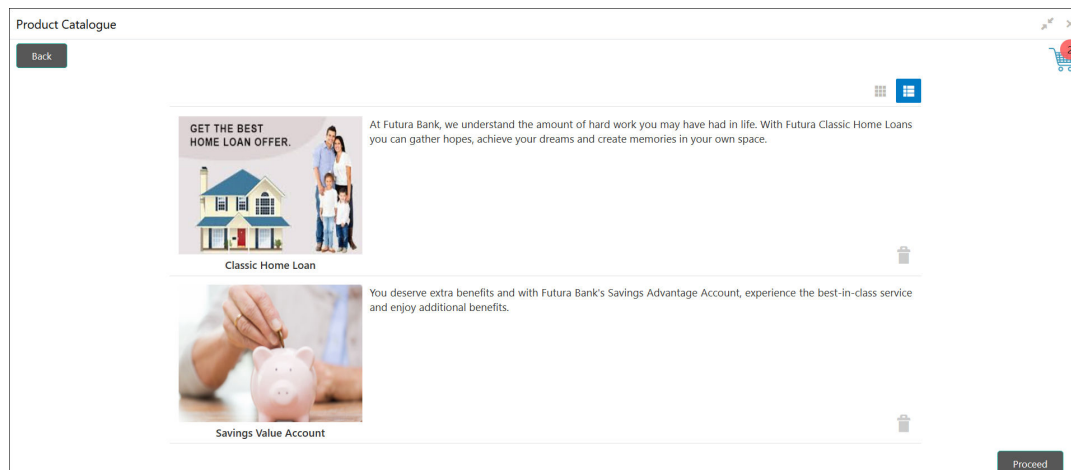 Product Catalogue
Back
2
GET THE BEST
HOME LOAN OFFER.
At Futura Bank, we understand the amount of hard work you may have had in life. With Futura Classic Home Loans
you can gather hopes, achieve your dreams and create memories in your own space.
Classic Home Loan
You deserve extra benefits and with Futura Bank's Savings Advantage Account, experience the best-in-class service
and enjoy additional benefits.
Savings Value Account
Proceed